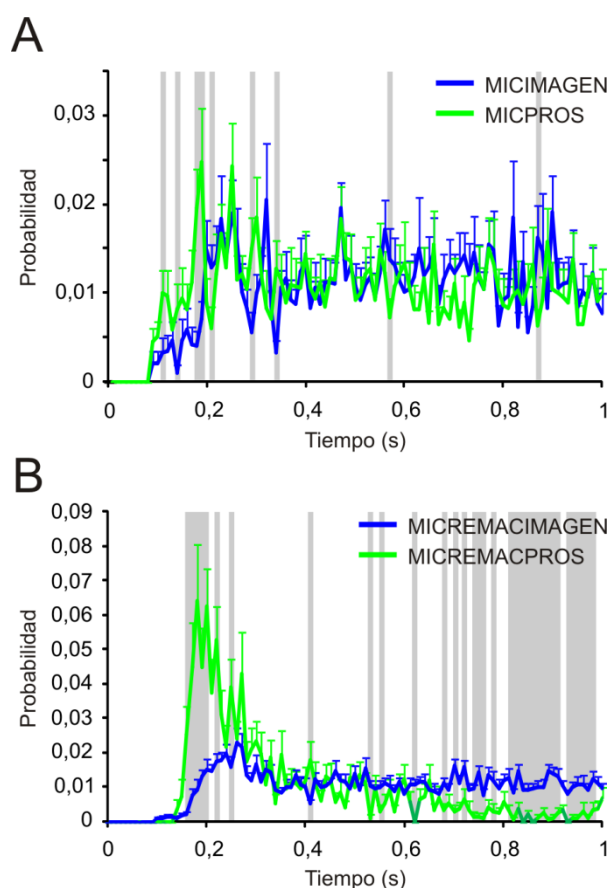 A
0,03
0,02
0,01
0
Probabilidad
MICIMAGEN
MICPROS
0
0,2
0,4
0,6
0,8
1
Tiempo (s)
B
0,09
0,08
0,07
0,06
0,05
0,04
0,03
0,02
0,01
0
Probabilidad
MICREMACIMAGEN
MICREMACPROS
0
0,2
0,4
0,6
0,8
1
Tiempo (s)